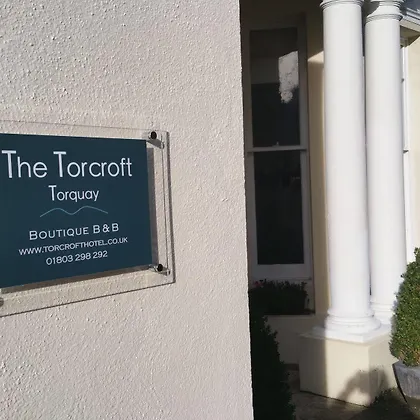 The Torcroft
Torquay
BOUTIQUE B & B
WWW.TORCROFTHOTEL.CO.UK
01803 298 292